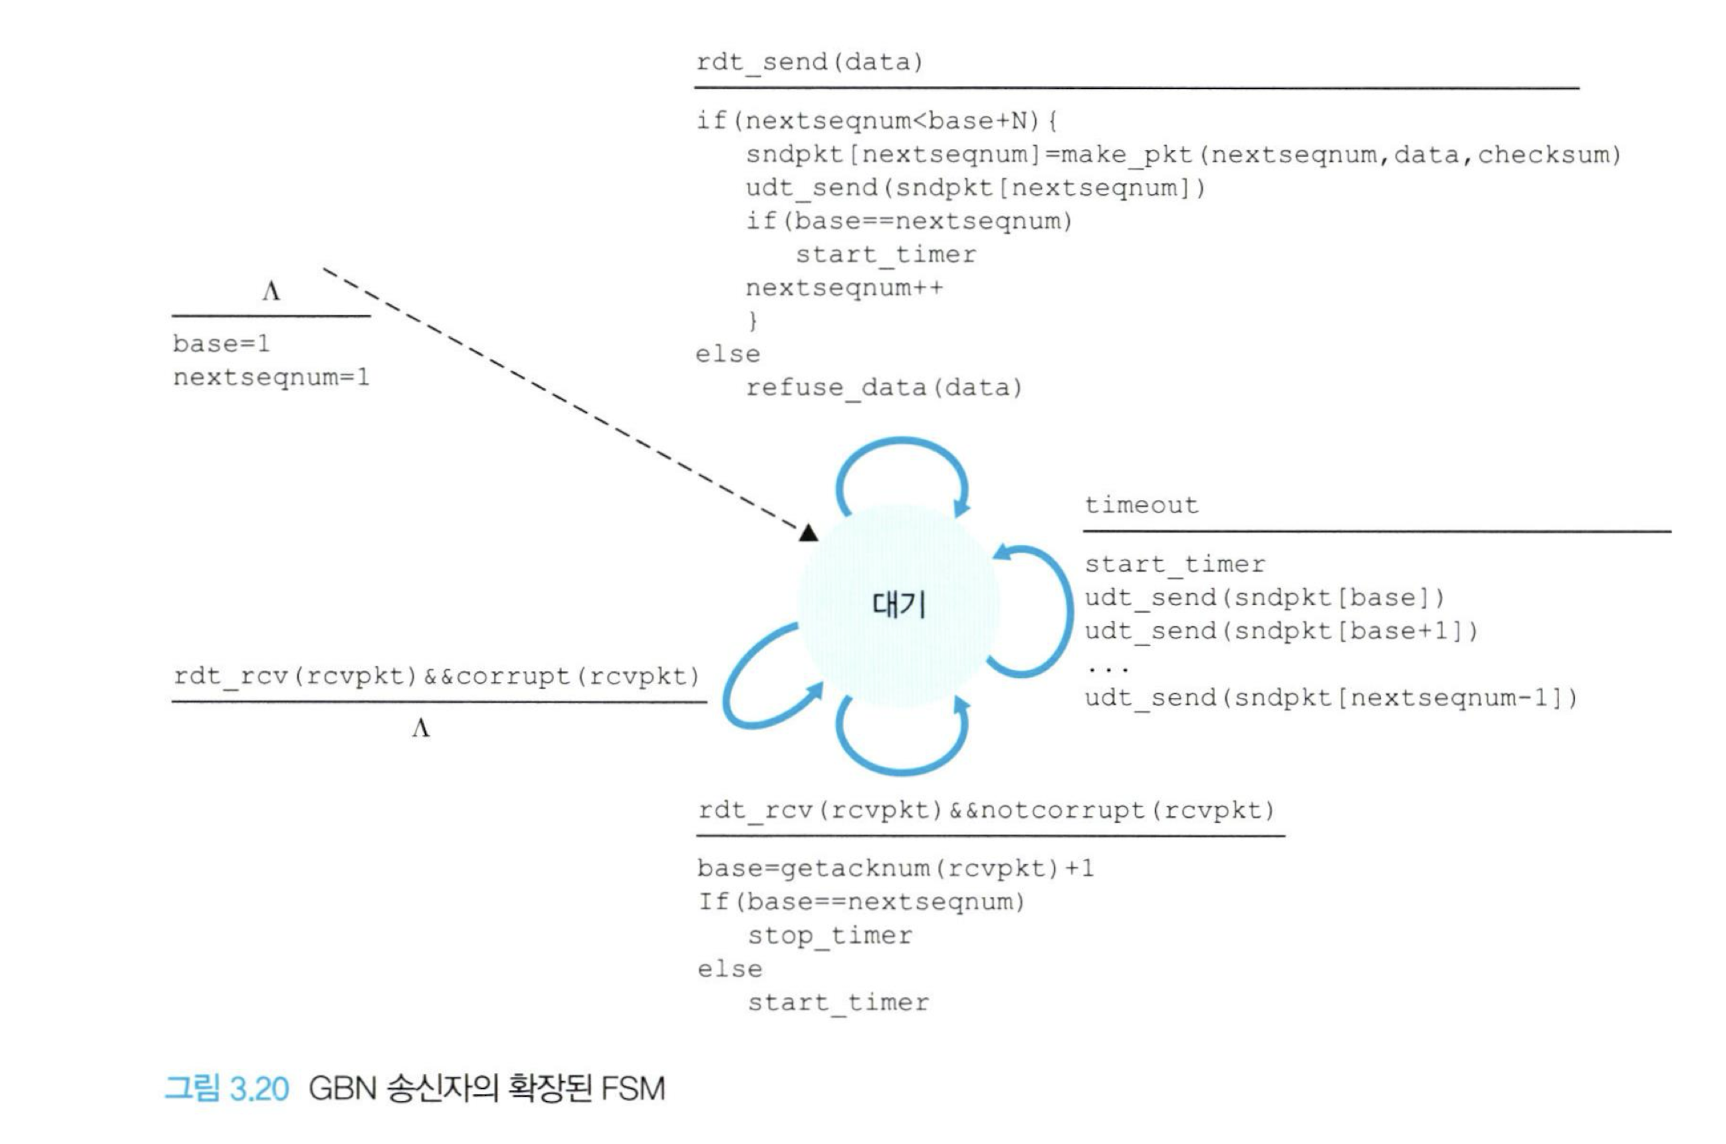 rdt_send(data)
if(nextseqnum<base+N){
sndpkt[nextseqnum]=make_pkt(nextseqnum,data,checksum)
udt_send(sndpkt[nextseqnum])
if(base==nextseqnum)
start_timer
nextseqnum++
}
else
refuse_data(data)
Λ
base=1
nextseqnum=1
timeout
start_timer
udt_send(sndpkt[base])
udt_send(sndpkt[base+1])
...
udt_send(sndpkt[nextseqnum-1])
대기
rdt_rcv(rcvpkt)&&corrupt(rcvpkt)
Λ
rdt_rcv(rcvpkt)&&notcorrupt(rcvpkt)
base=getacknum(rcvpkt)+1
If(base==nextseqnum)
stop_timer
else
start_timer
그림 3.20 GBN 송신자의 확장된 FSM